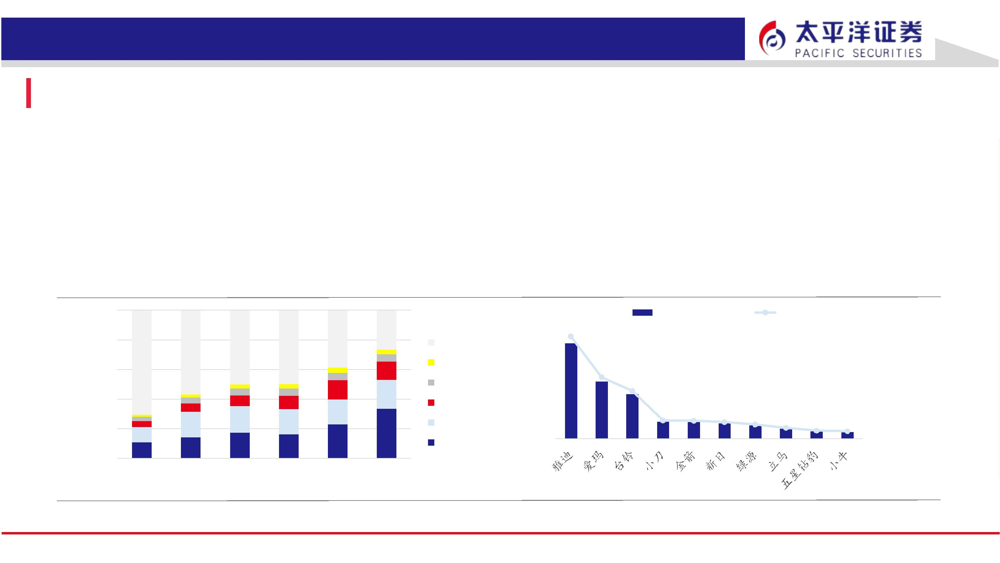 太平洋证券
PACIFIC SECURITIES
雅迪
爱玛
台铃
小刀
金箭
新日
绿源
立马
五星钻豹
小牛